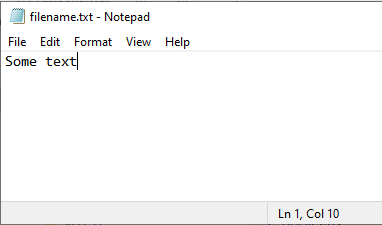 filename.txt - Notepad
File Edit Format View Help
Some text
Ln 1, Col 10